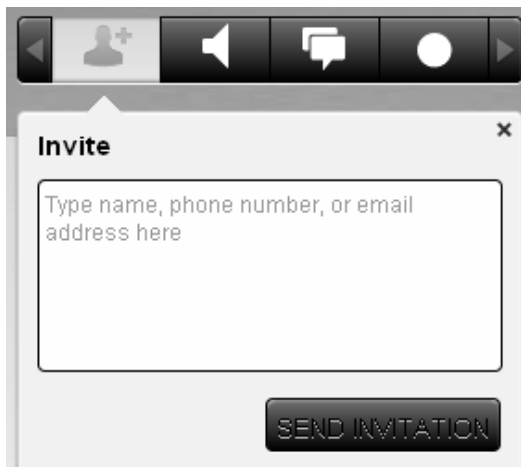 Invite
Type name, phone number, or email
address here
SEND INVITATION